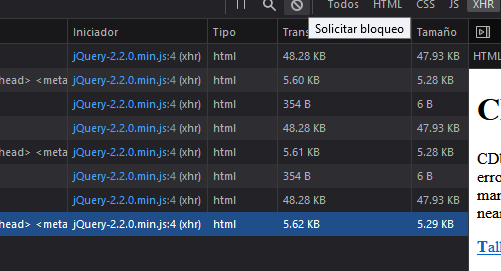 Todos HTML CSS JS XHR
Solicitar bloqueo
Iniciador Tipo Trans Tamaño
HTML
jQuery-2.2.0.min.js:4 (xhr) html 48.28 KB 47.93 KB
head> <meta jQuery-2.2.0.min.js:4 (xhr) html 5.60 KB 5.28 KB
jQuery-2.2.0.min.js:4 (xhr) html 354 B 6 B
jQuery-2.2.0.min.js:4 (xhr) html 48.28 KB 47.93 KB
head> <meta jQuery-2.2.0.min.js:4 (xhr) html 5.61 KB 5.28 KB
jQuery-2.2.0.min.js:4 (xhr) html 354 B 6 B
jQuery-2.2.0.min.js:4 (xhr) html 48.28 KB 47.93 KB
head> <meta jQuery-2.2.0.min.js:4 (xhr) html 5.62 KB 5.29 KB
erro
mar
near